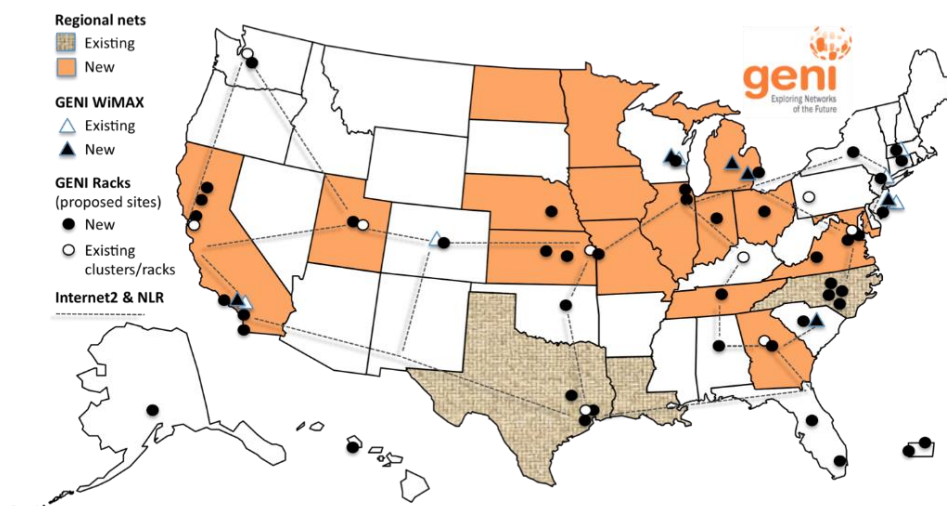 Regional nets
Existing
New
GENI WiMAX
Existing
New
GENI Racks
(proposed sites)
New
Existing
clusters/racks
Internet2 & NLR
geni
Exploring Networks
of the Future